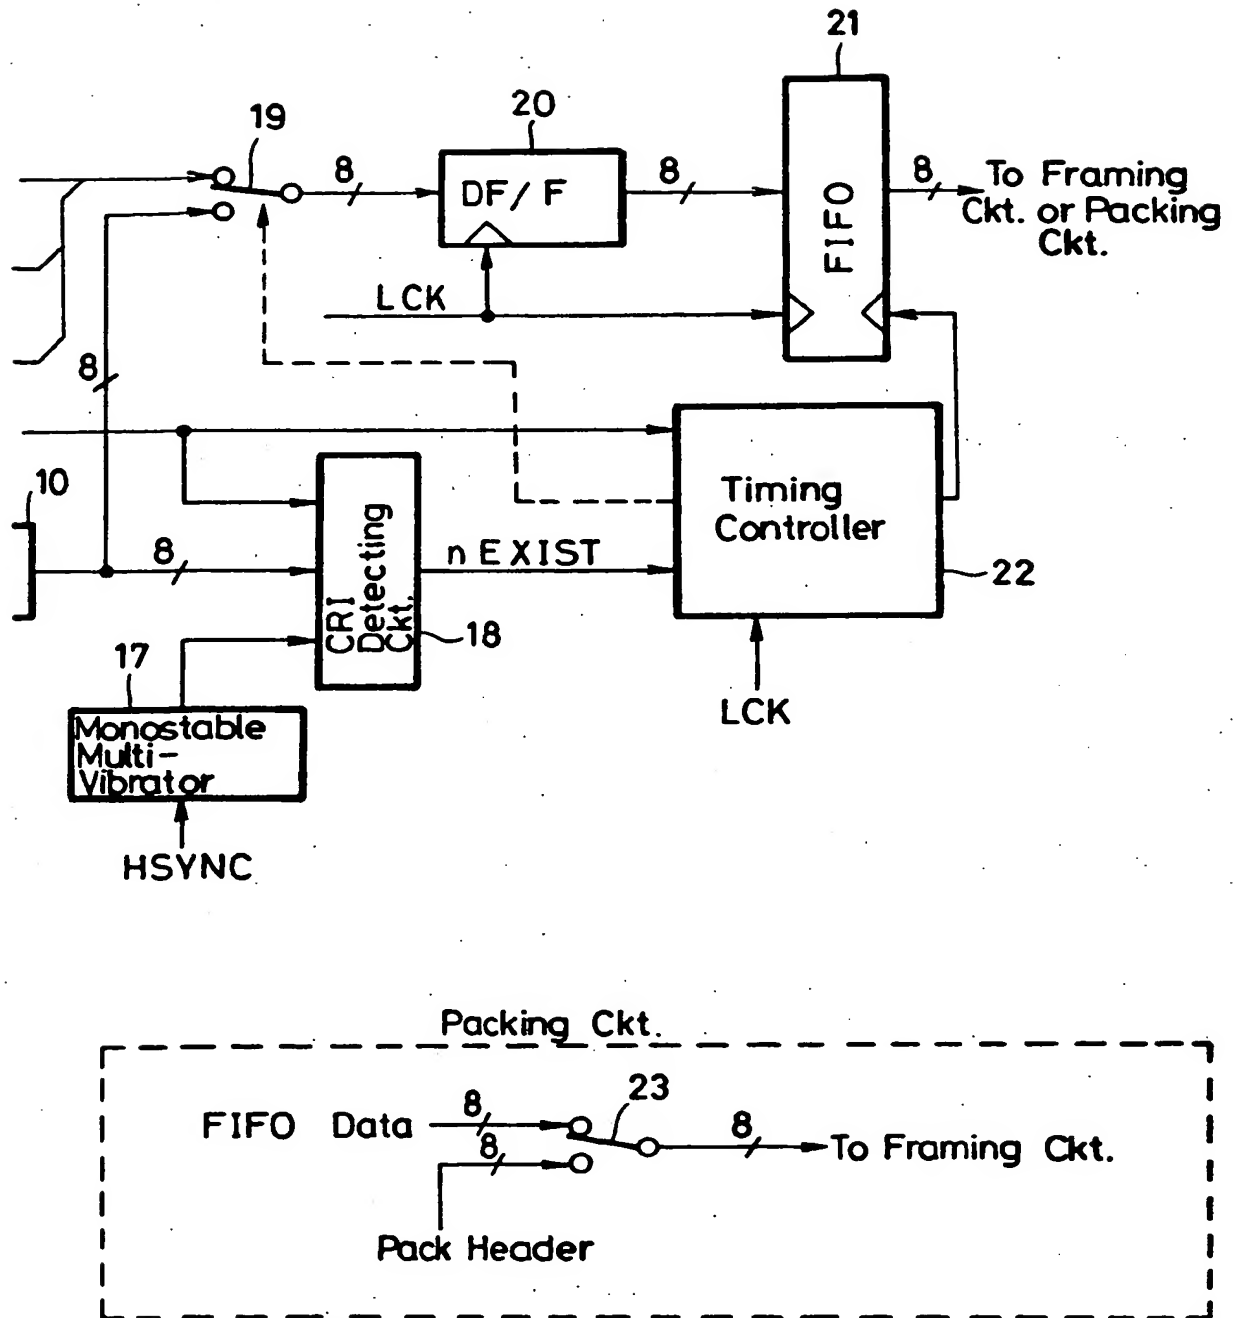 21
19
20
8
DF/F
8
FIFO
8
To Framing
Ckt. or Packing
Ckt.
LCK
8
10
8
CRI
Detecting
Ckt.
n EXIST
Timing
Controller
22
18
17
Monostable
Multi-
Vibrator
LCK
HSYNC
Packing Ckt.
FIFO Data
8
23
8
8
To Framing Ckt.
Pack Header